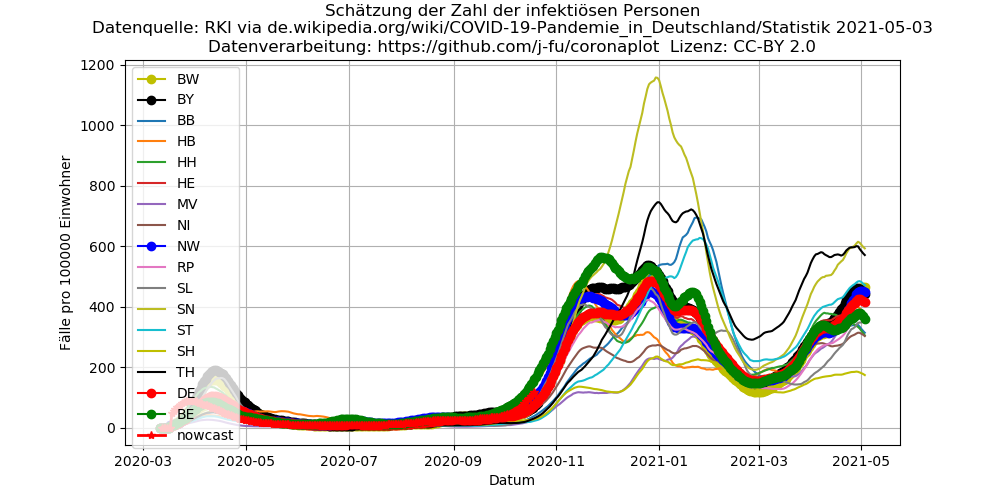 Schätzung der Zahl der infektiösen Personen
Datenquelle: RKI via de.wikipedia.org/wiki/COVID-19-Pandemie_in_Deutschland/Statistik 2021-05-03
Datenverarbeitung: https://github.com/j-fu/coronaplot Lizenz: CC-BY 2.0
Fälle pro 100000 Einwohner
1200
1000
800
600
400
200
0
BW
BY
BB
HB
HH
HE
MV
NI
NW
RP
SL
SN
ST
SH
TH
DE
BE
nowcast
2020-03 2020-05 2020-07 2020-09 2020-11 2021-01 2021-03 2021-05
Datum